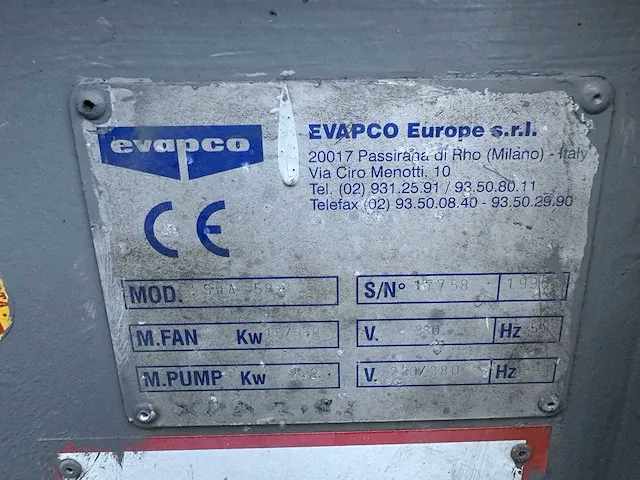 evapco
EVAPCO Europe s.r.l.
20017 Passirana di Rho (Milano) - Italy
Via Ciro Menotti, 10
Tel. (02) 931.25.91 / 93.50.80.11
Telefax (02) 93.50.08.40 - 93.50.29.90
CE
MOD.
S/N°
M.FAN Kw
V. Hz
M.PUMP Kw
V. 220/380 Hz